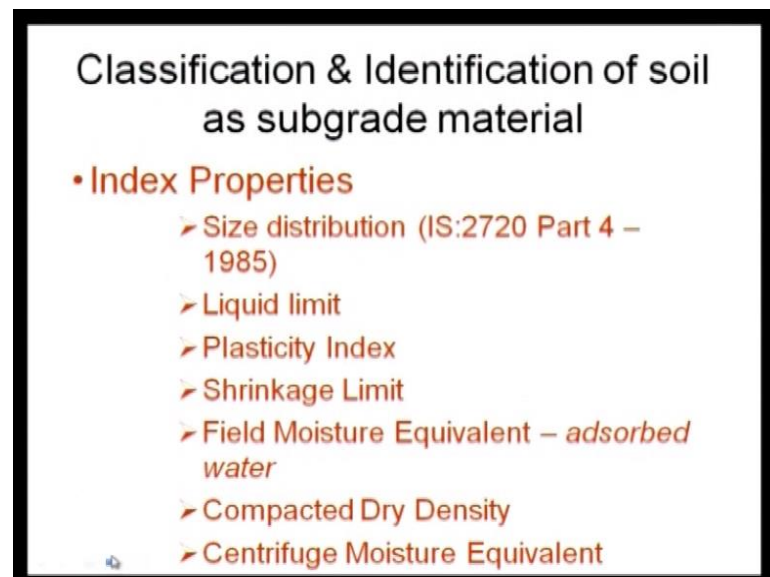 Classification & Identification of soil
as subgrade material
• Index Properties
➢ Size distribution (IS:2720 Part 4 –
1985)
➢ Liquid limit
➢ Plasticity Index
➢ Shrinkage Limit
➢ Field Moisture Equivalent – adsorbed
water
➢ Compacted Dry Density
➢ Centrifuge Moisture Equivalent